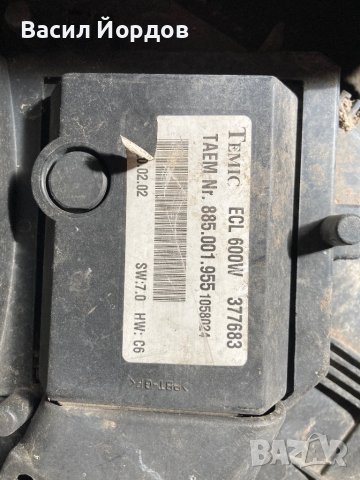 Васил Йордов
TEMIC ECL 600W 377683
TAEM-Nr. 885.001.955 1058024
.02.02 SW:7.0 HW: C6
BAZAR